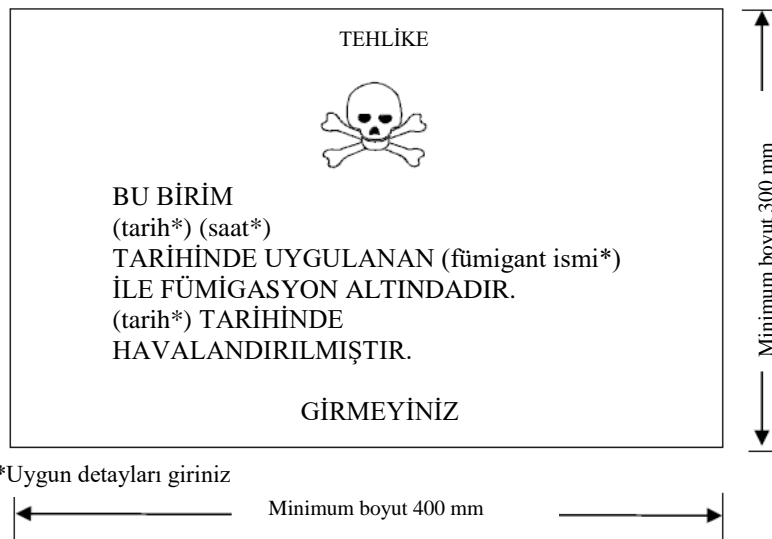 TEHLİKE
BU BİRİM
(tarih*) (saat*)
TARİHİNDE UYGULANAN (fümigant ismi*)
İLE FÜMİGASYON ALTINDADIR.
(tarih*) TARİHİNDE
HAVALANDIRILMIŞTIR.
GİRMEYİNİZ
Minimum boyut 300 mm
*Uygun detayları giriniz
Minimum boyut 400 mm